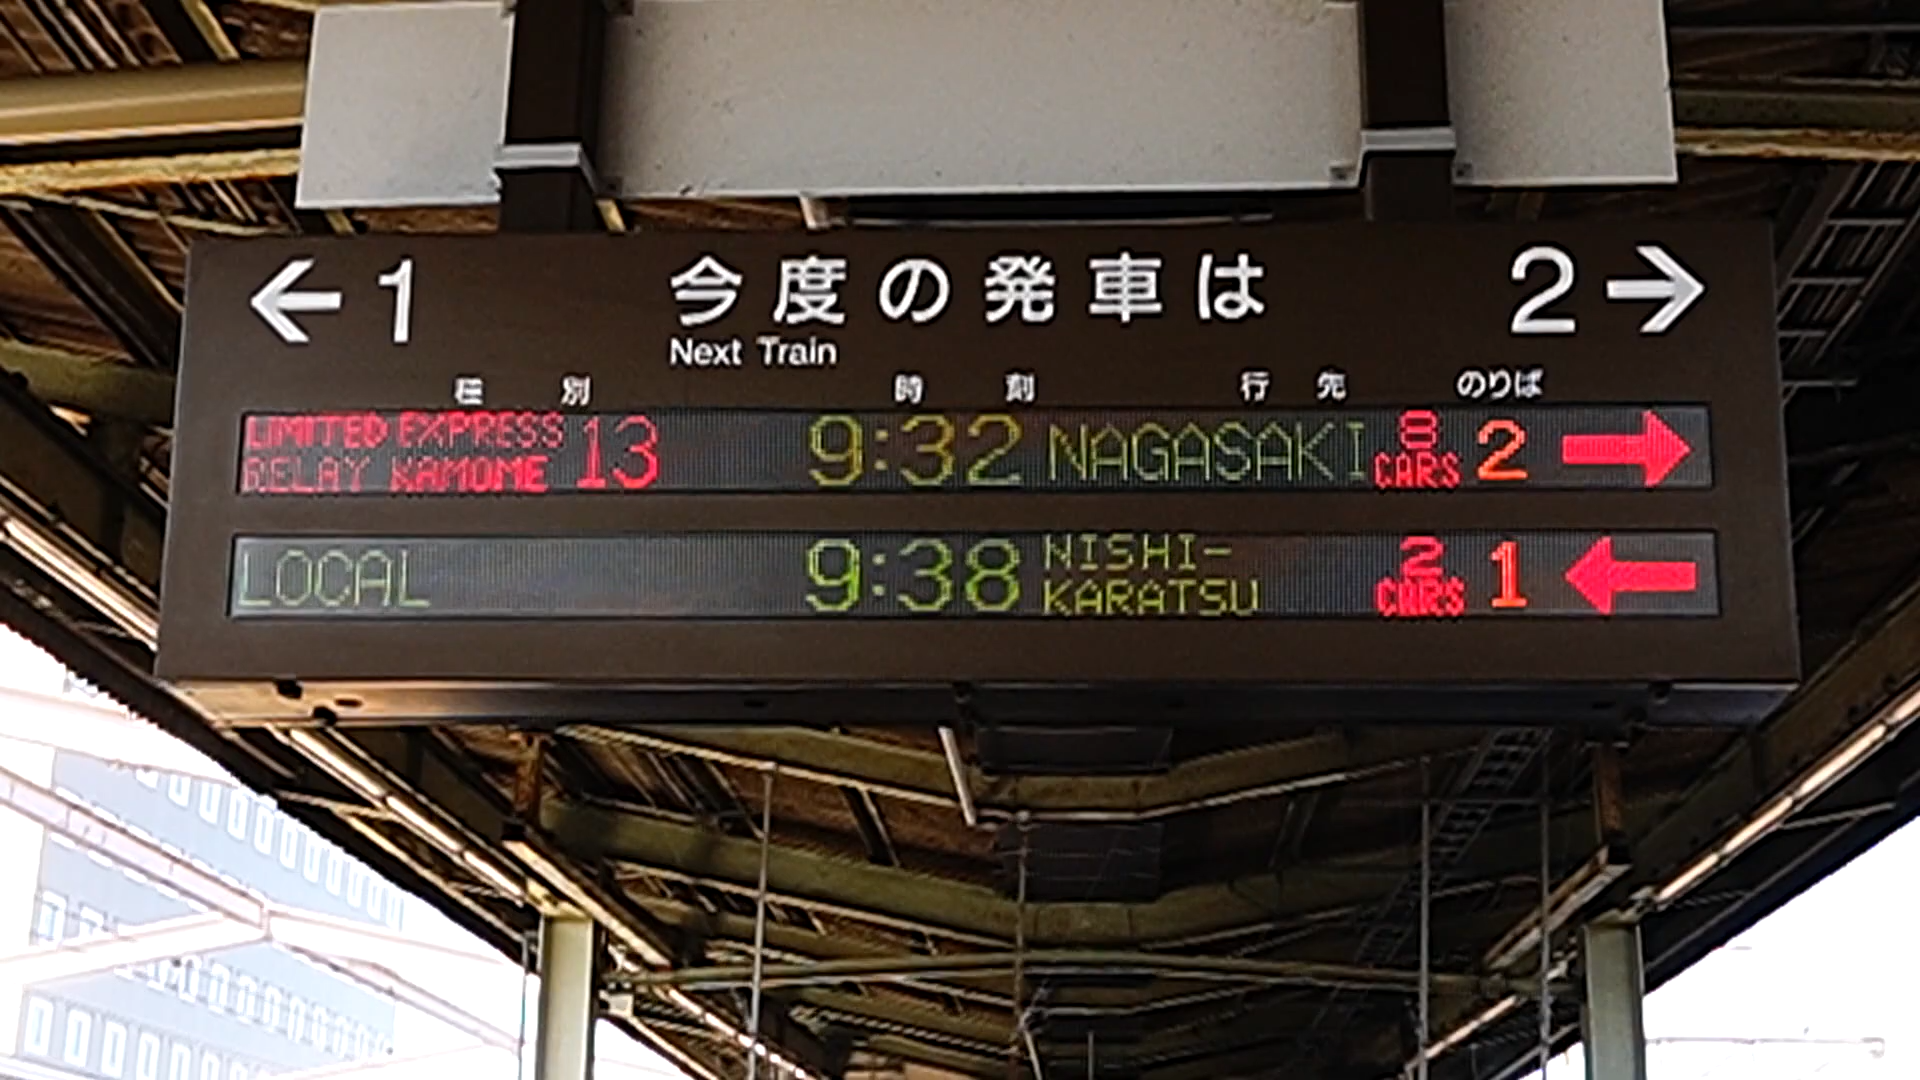 ← 1 今度の発車は 2 →
Next Train
種別 時刻 行先 のりば
LIMITED EXPRESS RELAY KAMOME 13 9:32 NAGASAKI 8 CARS 2 →
LOCAL 9:38 NISHI-KARATSU 2 CARS 1 ←